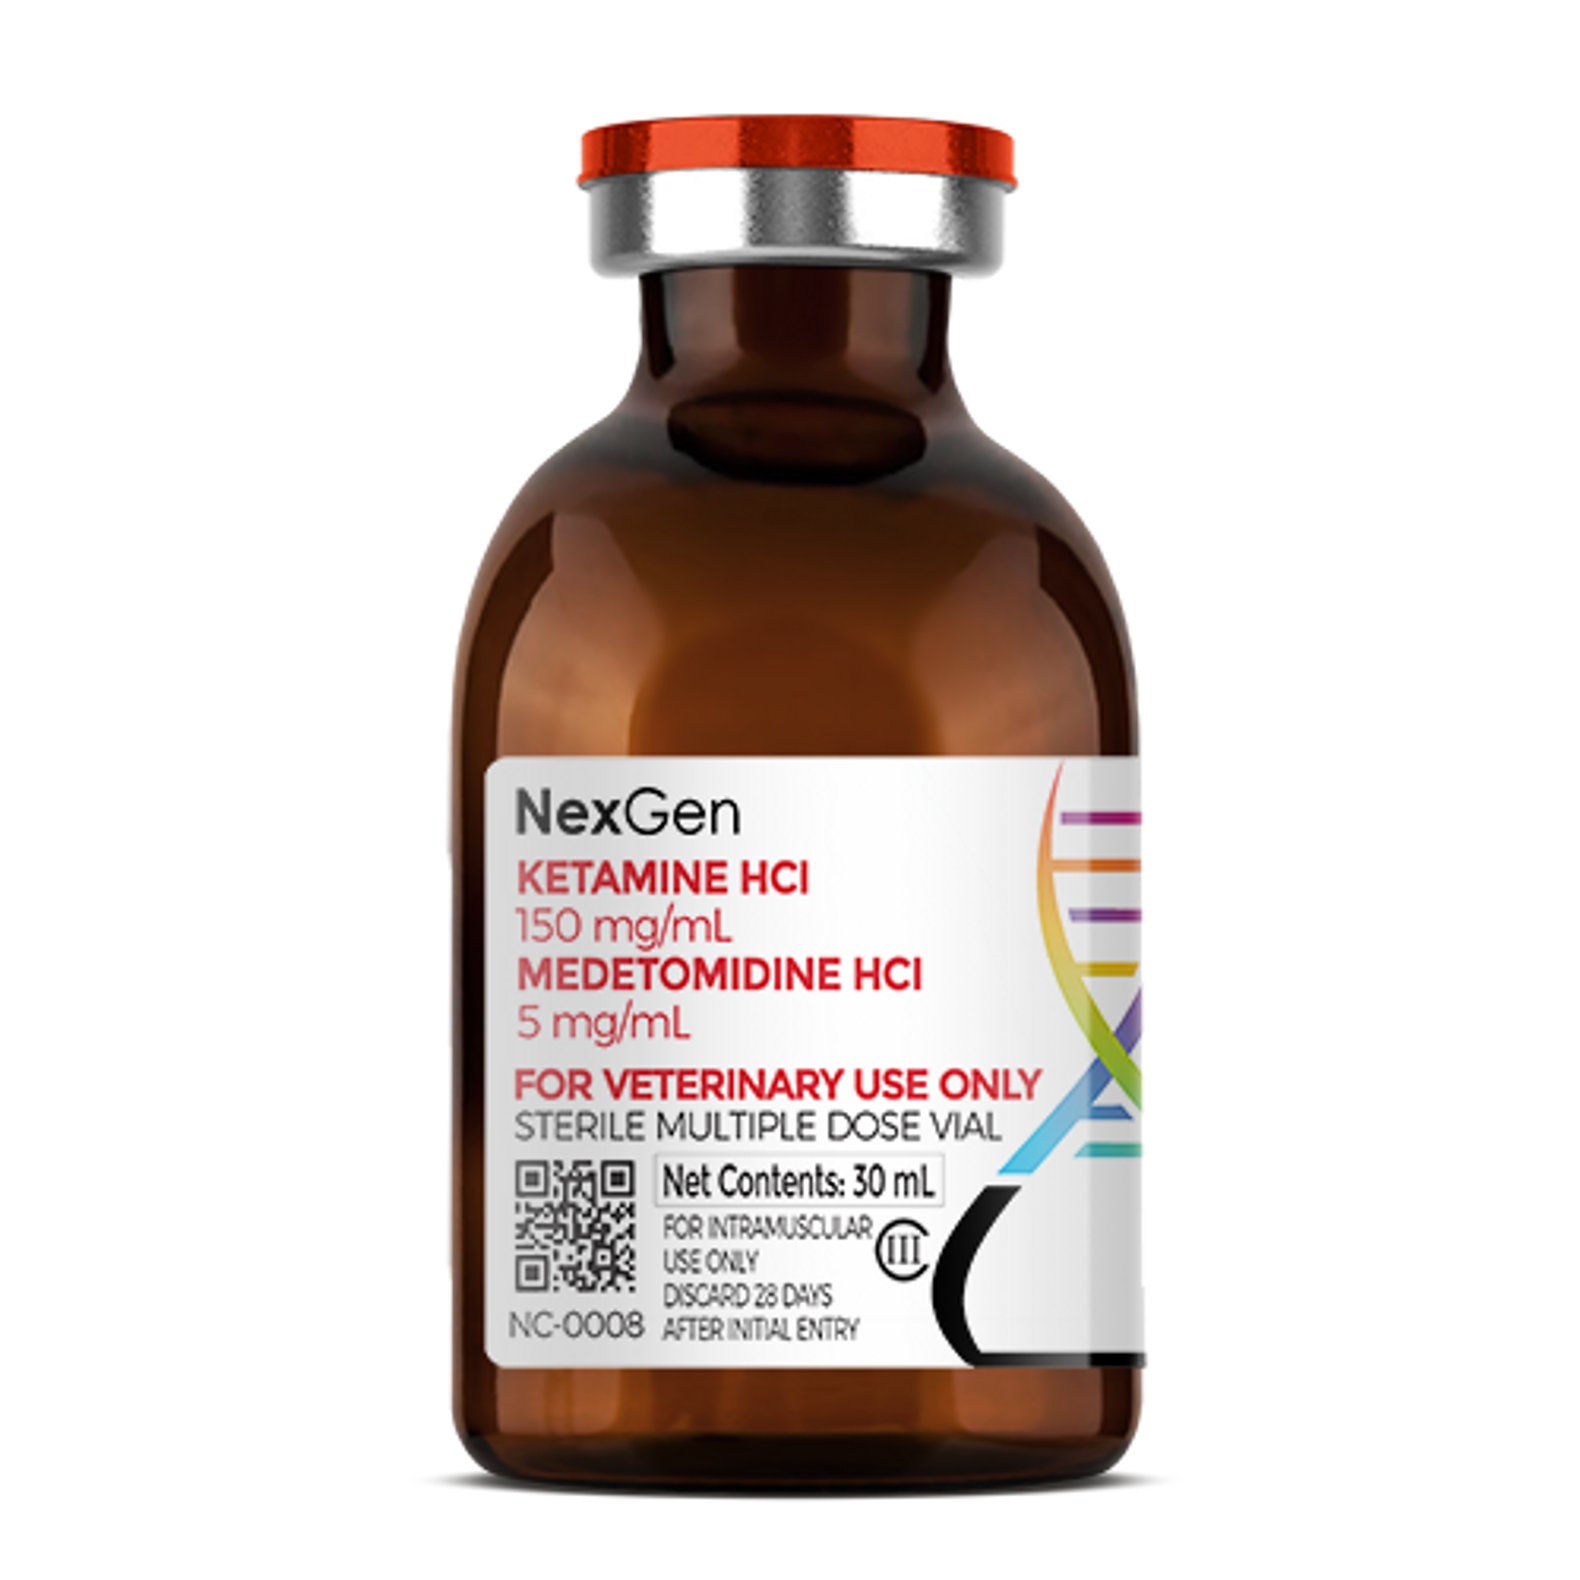 NexGen
KETAMINE HCl
150 mg/mL
MEDETOMIDINE HCl
5 mg/mL
FOR VETERINARY USE ONLY
STERILE MULTIPLE DOSE VIAL
Net Contents: 30 mL
FOR INTRAMUSCULAR
USE ONLY
CIII
DISCARD 28 DAYS
AFTER INITIAL ENTRY
NC-0008